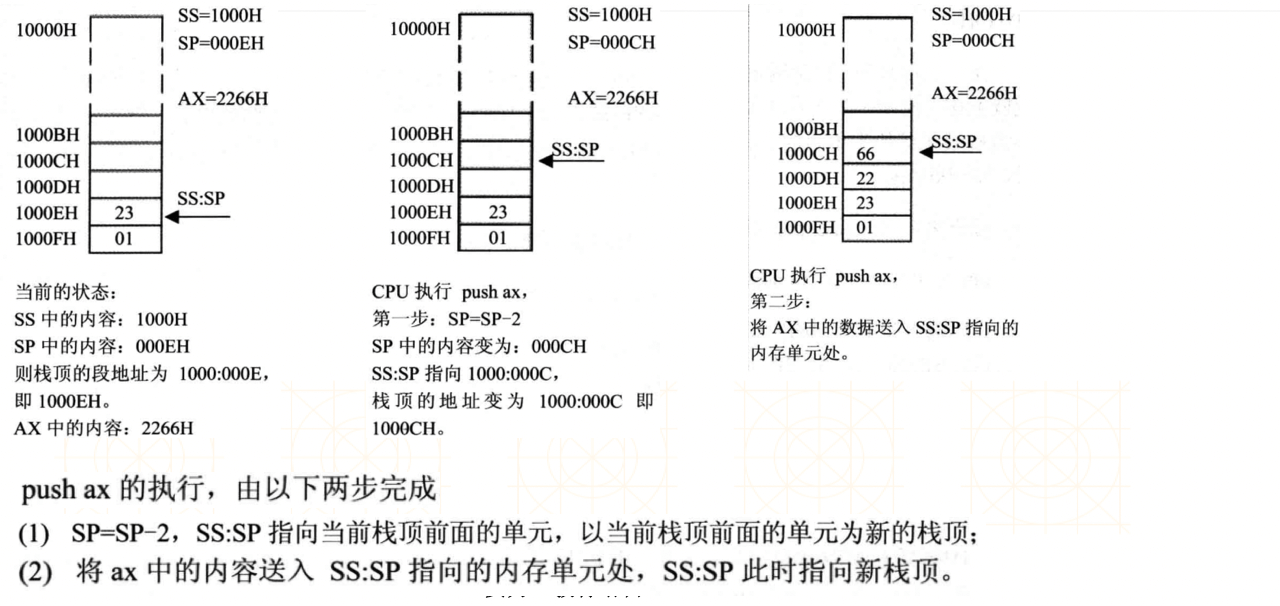 10000H
SS=1000H
SP=000EH
AX=2266H
1000BH
1000CH
1000DH
SS:SP
1000EH 23
1000FH 01
当前的状态：
SS 中的内容：1000H
SP 中的内容：000EH
则栈顶的段地址为 1000:000E，
即 1000EH。
AX 中的内容：2266H
10000H
SS=1000H
SP=000CH
AX=2266H
1000BH
SS:SP
1000CH
1000DH
1000EH 23
1000FH 01
CPU 执行 push ax，
第一步：SP=SP−2
SP 中的内容变为：000CH
SS:SP 指向 1000:000C，
栈顶的地址变为 1000:000C 即
1000CH。
10000H
SS=1000H
SP=000CH
AX=2266H
1000BH
SS:SP
1000CH 66
1000DH 22
1000EH 23
1000FH 01
CPU 执行 push ax，
第二步：
将 AX 中的数据送入 SS:SP 指向的
内存单元处。
push ax 的执行，由以下两步完成
(1) SP=SP−2，SS:SP 指向当前栈顶前面的单元，以当前栈顶前面的单元为新的栈顶；
(2) 将 ax 中的内容送入 SS:SP 指向的内存单元处，SS:SP 此时指向新栈顶。